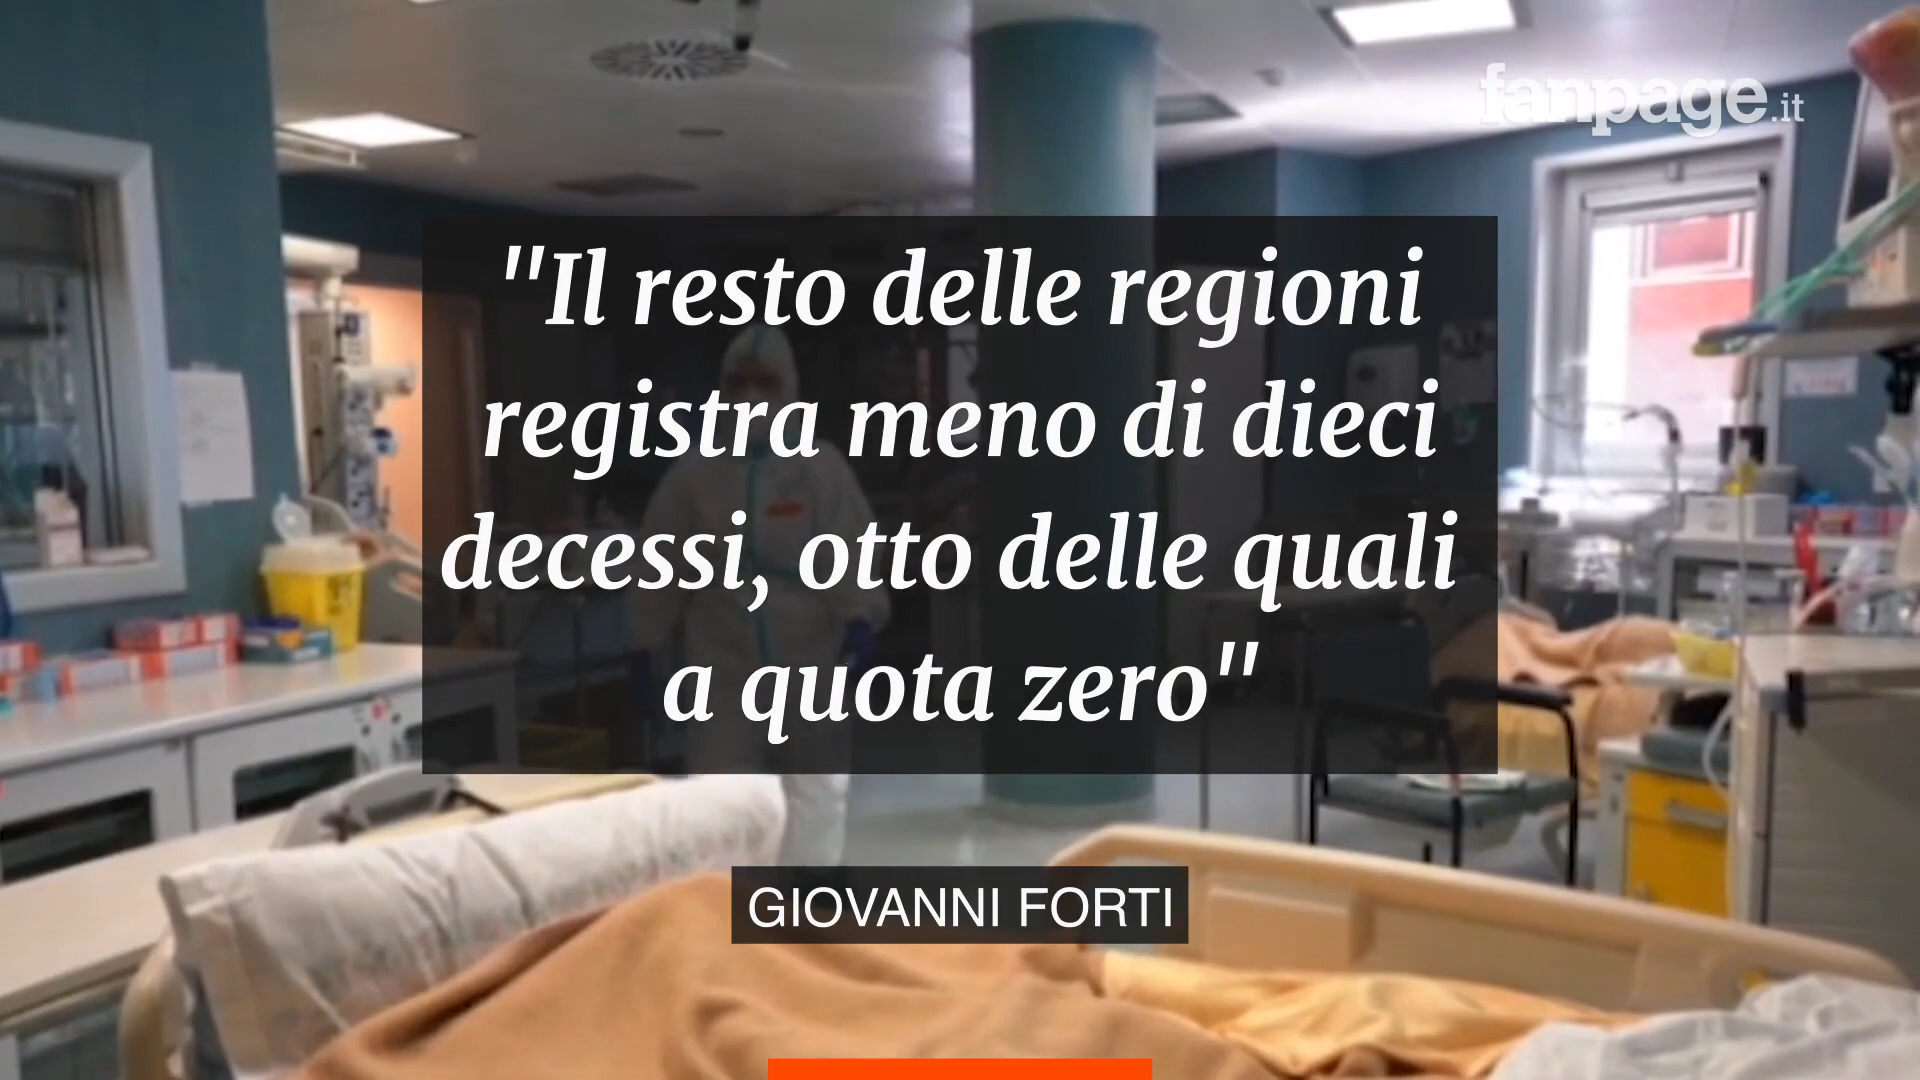 fanpage.it
"Il resto delle regioni
registra meno di dieci
decessi, otto delle quali
a quota zero"
GIOVANNI FORTI